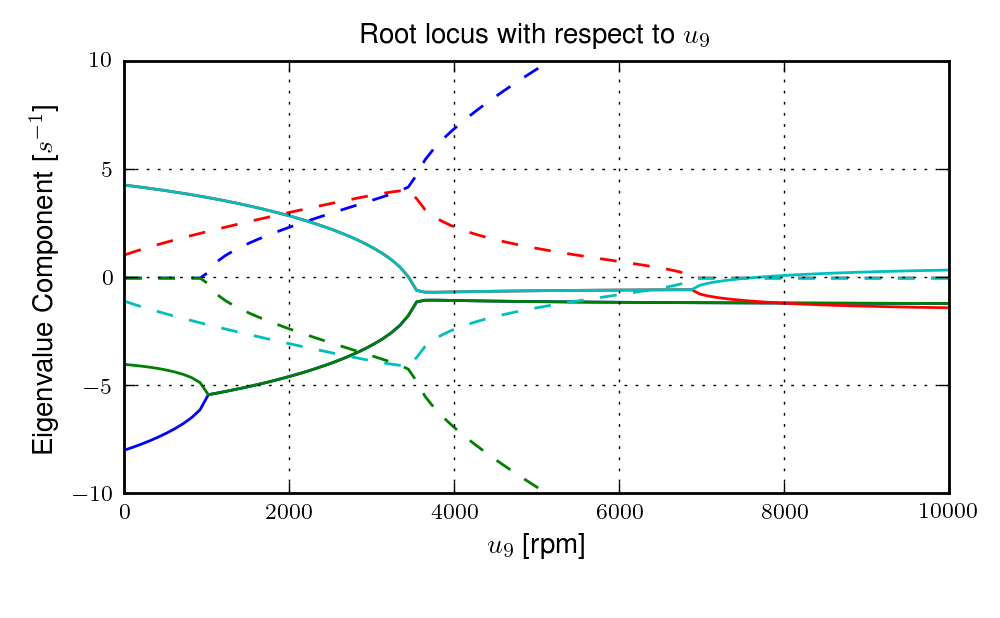 Root locus with respect to u₉
Eigenvalue Component [s⁻¹]
10
5
0
−5
−10
0 2000 4000 6000 8000 10000
u₉ [rpm]